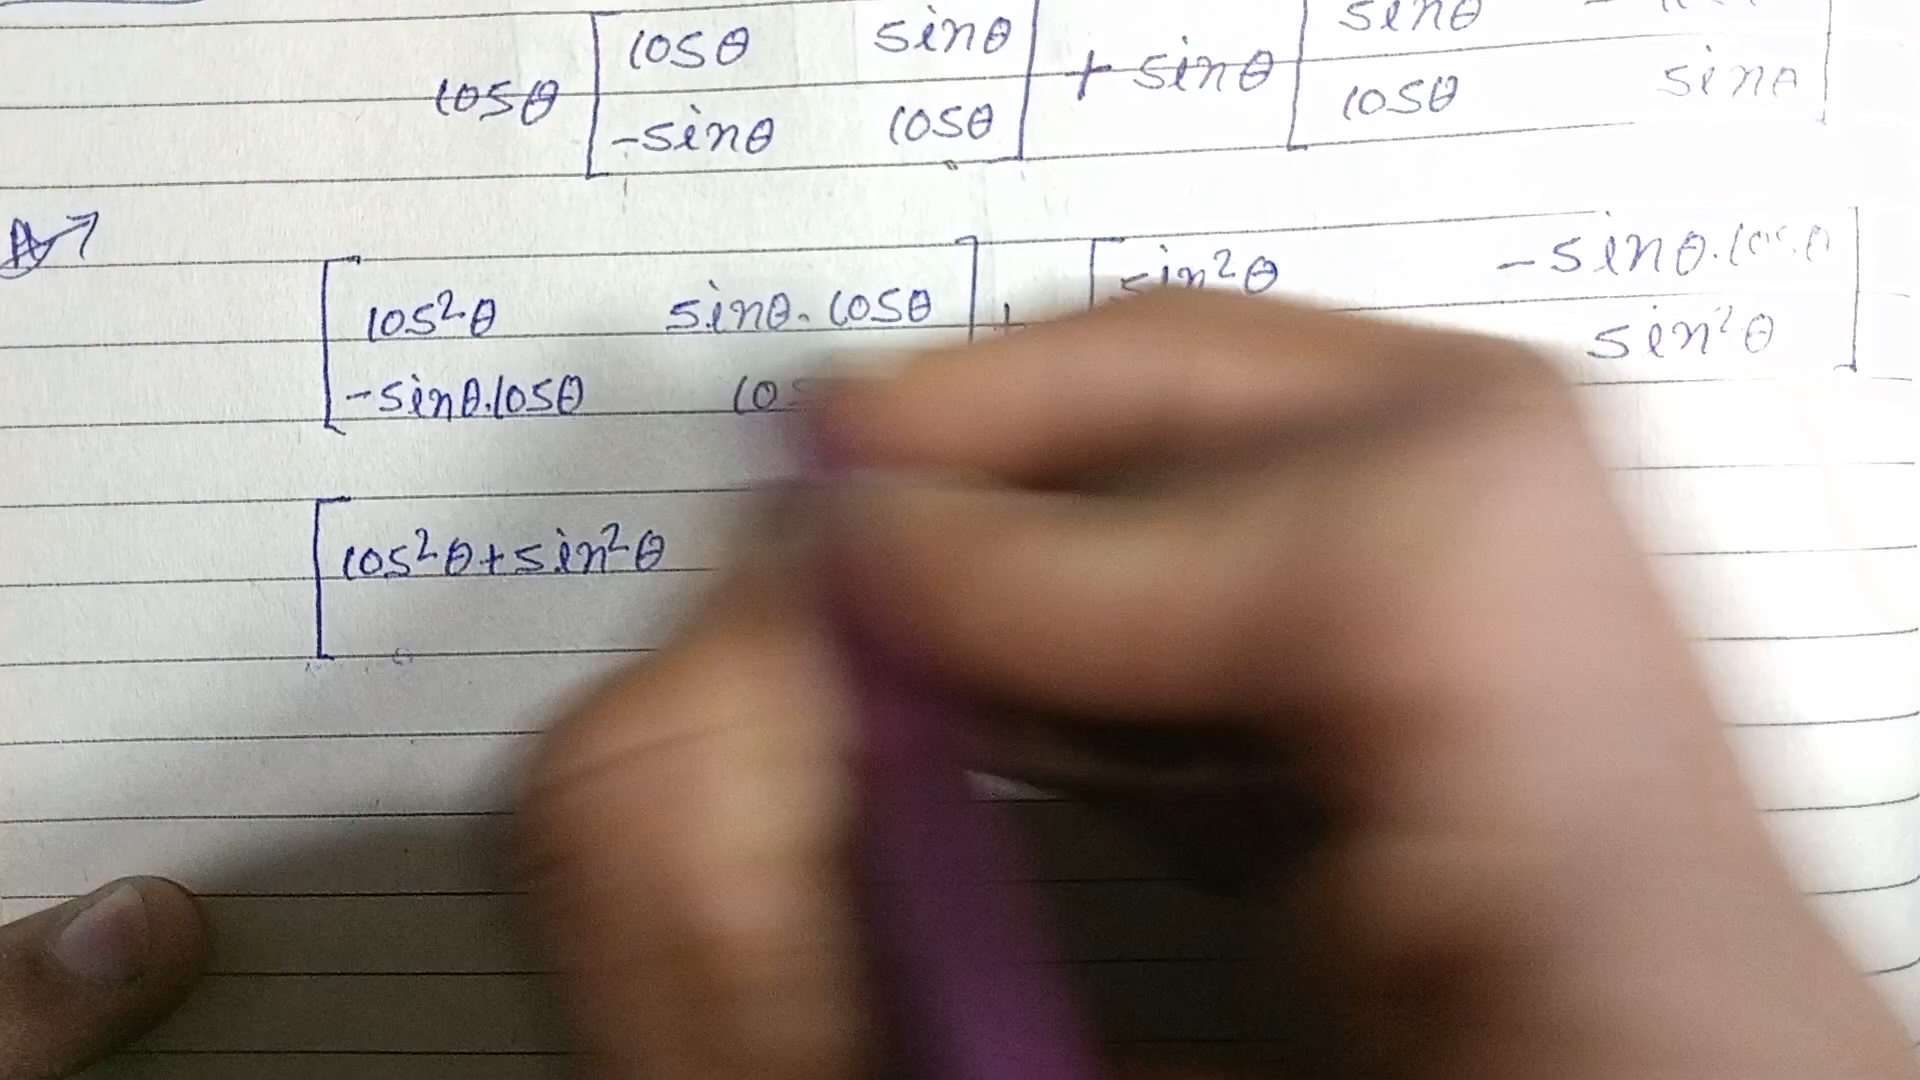 cosθ sinθ sinθ
cosθ + sinθ
-sinθ cosθ cosθ sinθ
A→
sin²θ -sinθ.cosθ
cos²θ sinθ.cosθ + sin²θ
-sinθ.cosθ
cos²θ+sin²θ